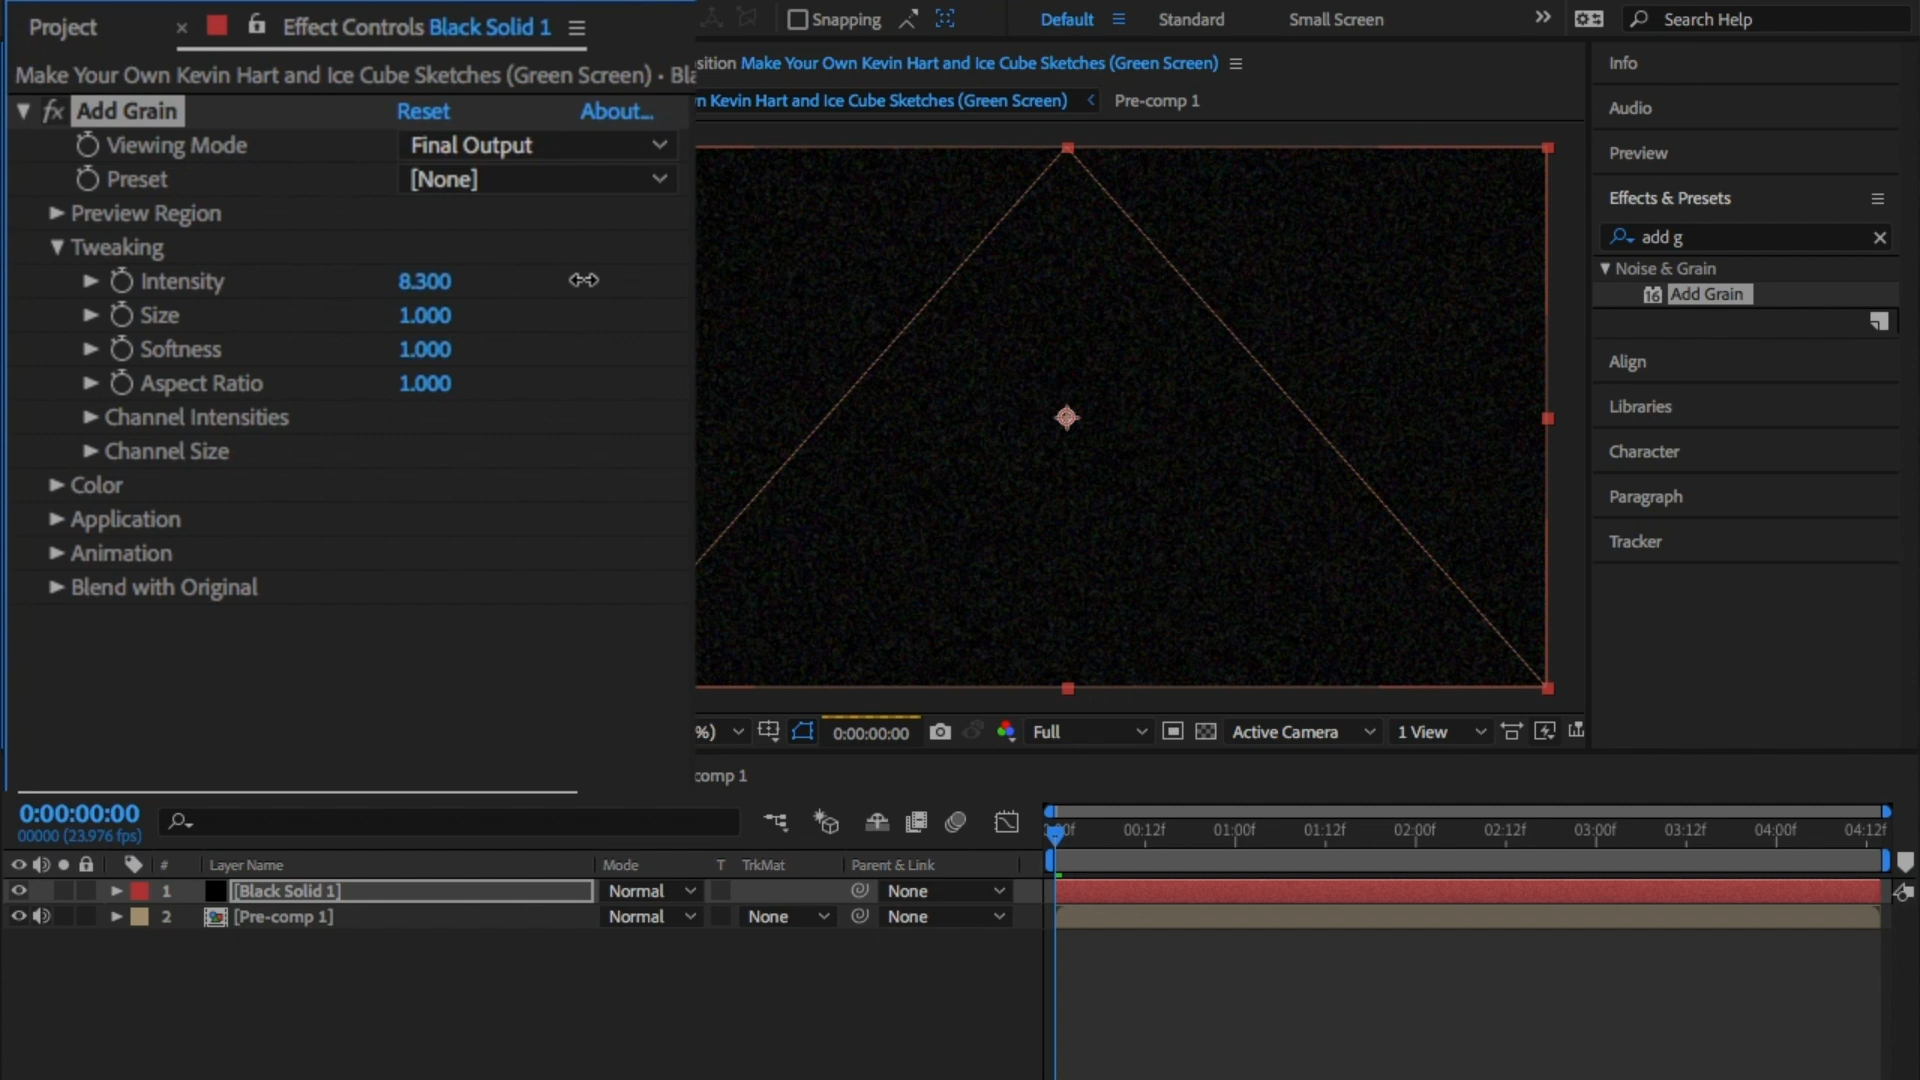 Project
Effect Controls Black Solid 1
Snapping
Default
Standard
Small Screen
Search Help
Make Your Own Kevin Hart and Ice Cube Sketches (Green Screen) • Bla
sition Make Your Own Kevin Hart and Ice Cube Sketches (Green Screen)
n Kevin Hart and Ice Cube Sketches (Green Screen)
Pre-comp 1
fx Add Grain Reset About...
Viewing Mode Final Output
Preset [None]
Preview Region
Tweaking
Intensity 8.300
Size 1.000
Softness 1.000
Aspect Ratio 1.000
Channel Intensities
Channel Size
Color
Application
Animation
Blend with Original
Info
Audio
Preview
Effects & Presets
add g
Noise & Grain
16 Add Grain
Align
Libraries
Character
Paragraph
Tracker
%)
0:00:00:00
Full
Active Camera
1 View
comp 1
0:00:00:00
00000 (23.976 fps)
:00f 00:12f 01:00f 01:12f 02:00f 02:12f 03:00f 03:12f 04:00f 04:12f
# Layer Name Mode T TrkMat Parent & Link
1 [Black Solid 1] Normal None
2 [Pre-comp 1] Normal None None